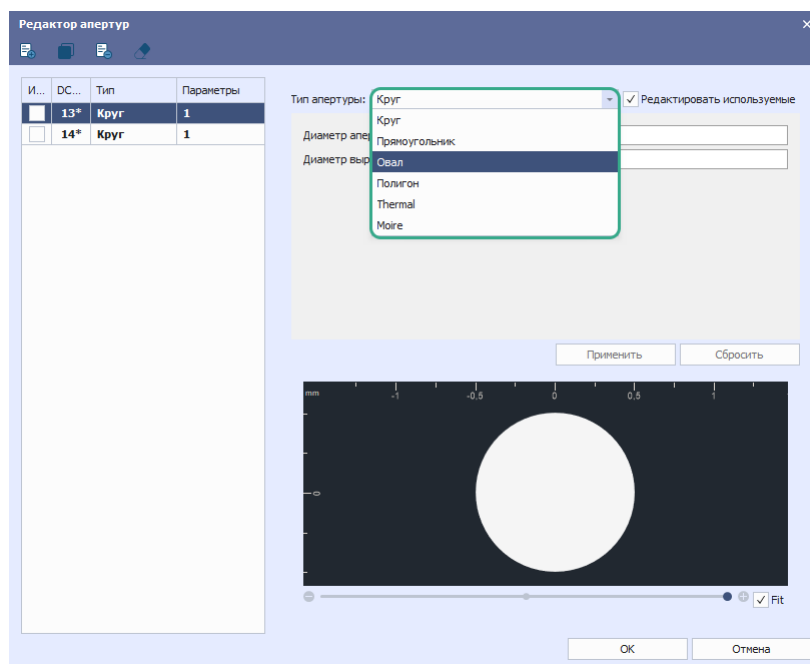 Редактор апертур
И... DC... Тип Параметры
13* Круг 1
14* Круг 1
Тип апертуры: Круг Редактировать используемые
Круг
Диаметр апер
Прямоугольник
Диаметр выр
Овал
Полигон
Thermal
Moire
Применить Сбросить
mm -1 -0,5 0 0,5 1
0
Fit
OK Отмена